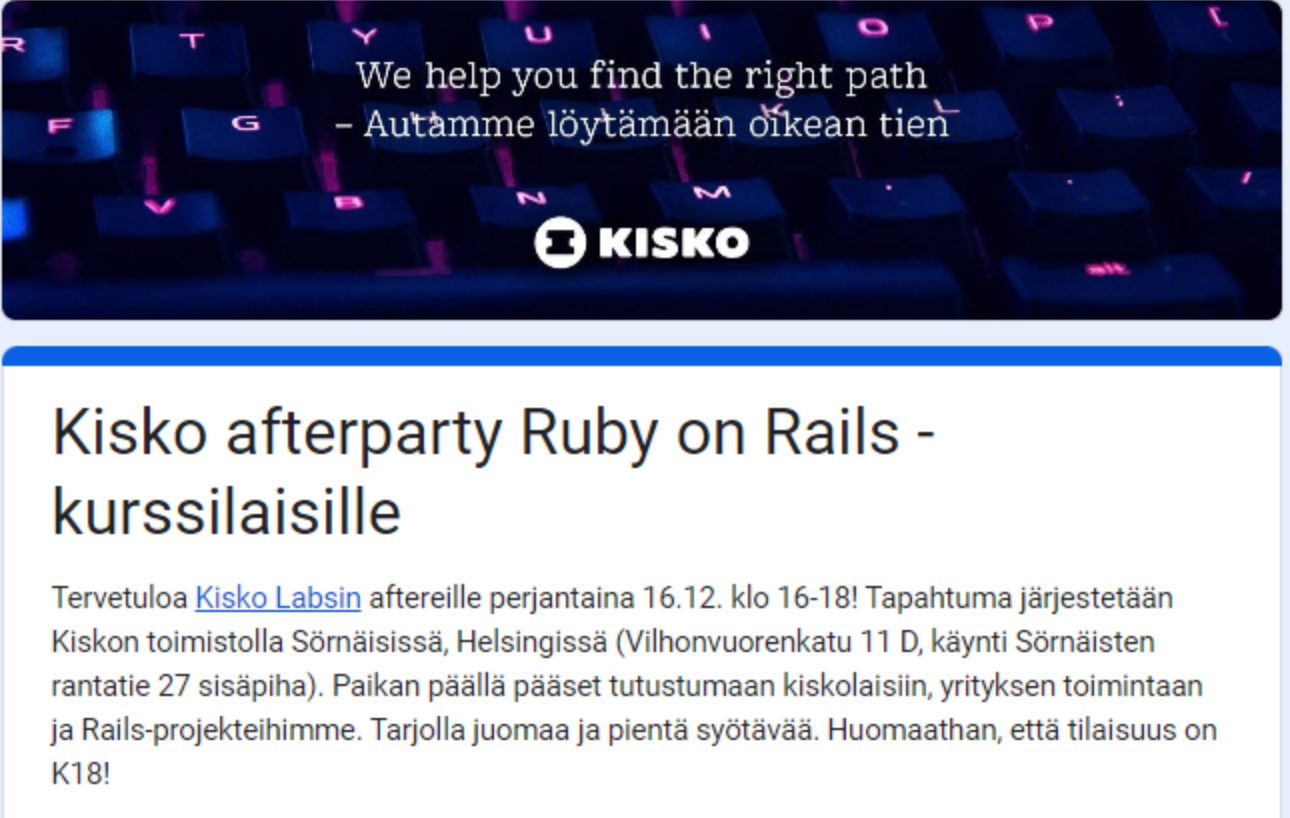 R T Y U I O P [
We help you find the right path
– Autamme löytämään oikean tien
F G K L ;
V B N M . . /
KISKO
alt
Kisko afterparty Ruby on Rails -
kurssilaisille
Tervetuloa Kisko Labsin aftereille perjantaina 16.12. klo 16-18! Tapahtuma järjestetään
Kiskon toimistolla Sörnäisissä, Helsingissä (Vilhonvuorenkatu 11 D, käynti Sörnäisten
rantatie 27 sisäpiha). Paikan päällä pääset tutustumaan kiskolaisiin, yrityksen toimintaan
ja Rails-projekteihimme. Tarjolla juomaa ja pientä syötävää. Huomaathan, että tilaisuus on
K18!